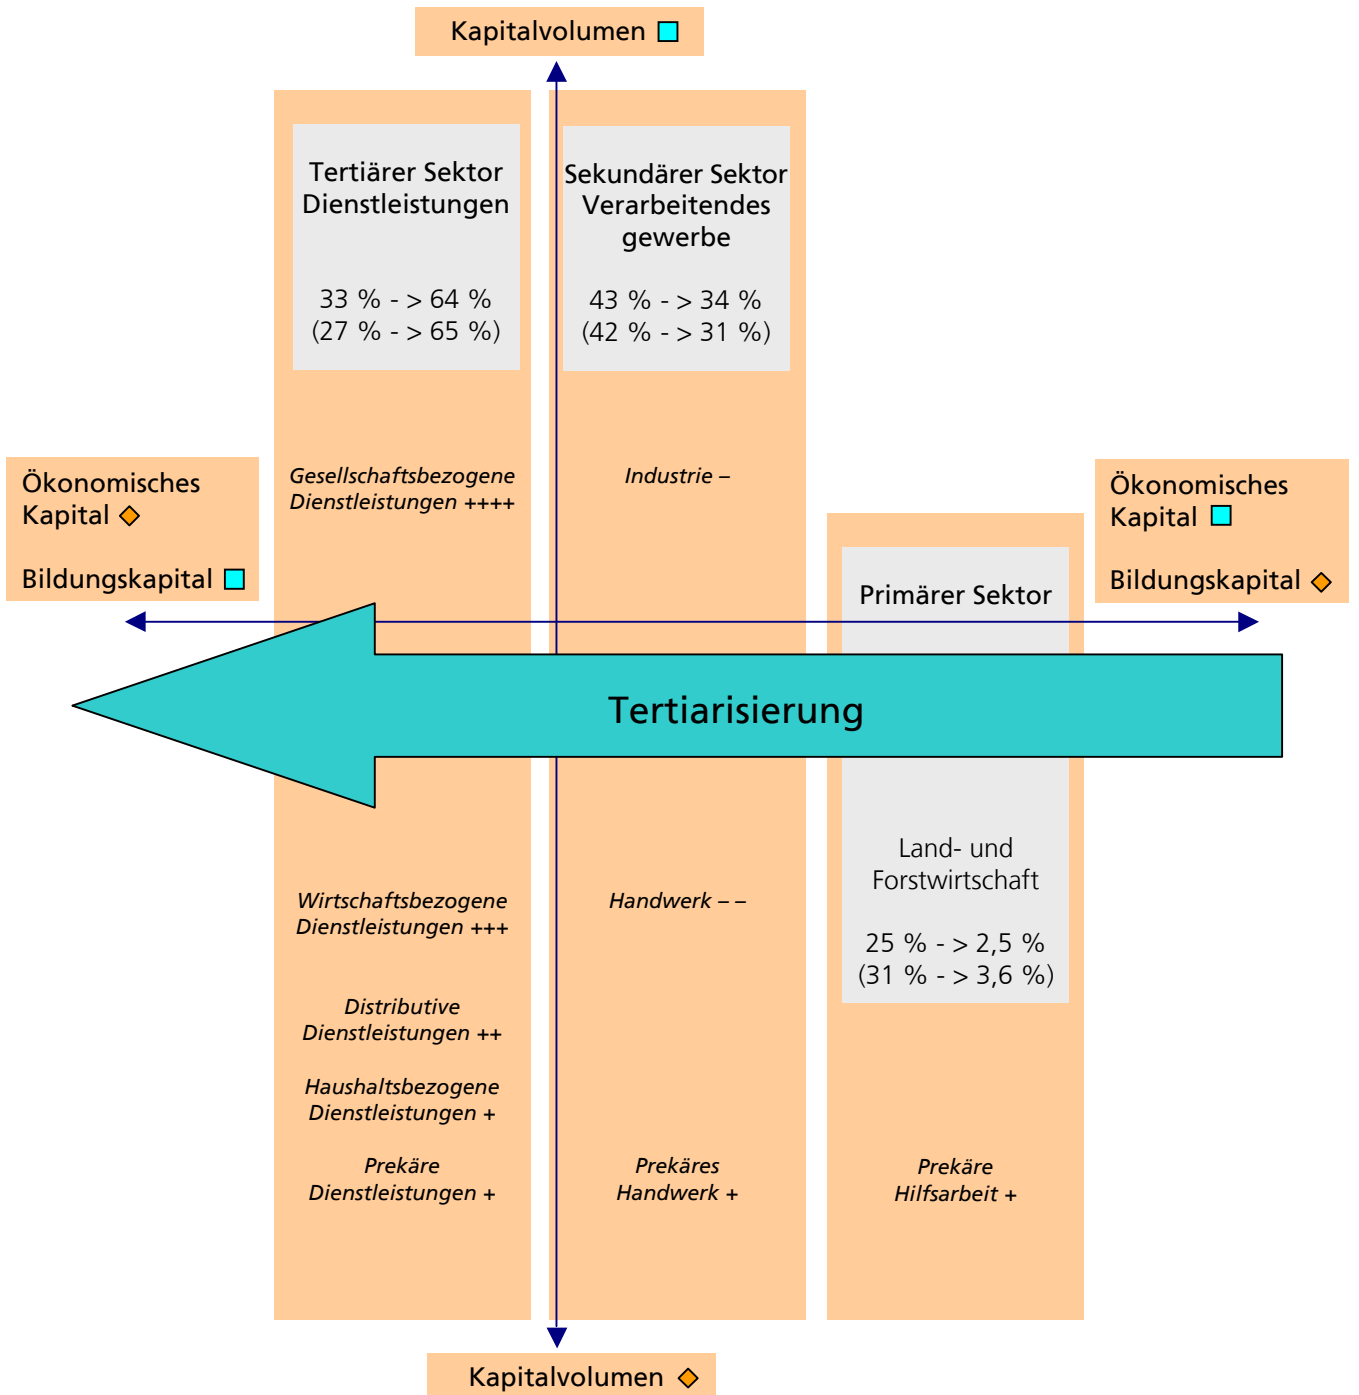 Kapitalvolumen
Tertiärer Sektor
Dienstleistungen
33 % - > 64 %
(27 % - > 65 %)
Sekundärer Sektor
Verarbeitendes
gewerbe
43 % - > 34 %
(42 % - > 31 %)
Ökonomisches
Kapital
Bildungskapital
Gesellschaftsbezogene
Dienstleistungen ++++
Industrie –
Ökonomisches
Kapital
Bildungskapital
Primärer Sektor
Tertiarisierung
Land- und
Forstwirtschaft
25 % - > 2,5 %
(31 % - > 3,6 %)
Wirtschaftsbezogene
Dienstleistungen +++
Handwerk – –
Distributive
Dienstleistungen ++
Haushaltsbezogene
Dienstleistungen +
Prekäre
Dienstleistungen +
Prekäres
Handwerk +
Prekäre
Hilfsarbeit +
Kapitalvolumen